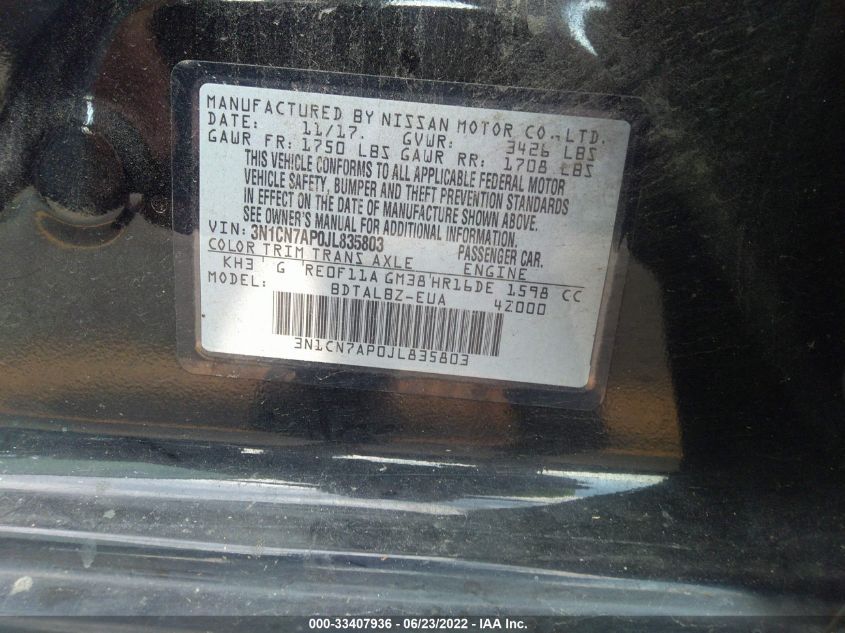 MANUFACTURED BY NISSAN MOTOR CO.,LTD.
DATE: 11/17. GVWR: 3426 LBS
GAWR FR: 1750 LBS GAWR RR: 1708 LBS
THIS VEHICLE CONFORMS TO ALL APPLICABLE FEDERAL MOTOR
VEHICLE SAFETY, BUMPER AND THEFT PREVENTION STANDARDS
IN EFFECT ON THE DATE OF MANUFACTURE SHOWN ABOVE.
SEE OWNER'S MANUAL FOR ADDITIONAL INFORMATION.
VIN: 3N1CN7AP0JL835803 PASSENGER CAR.
COLOR TRIM TRANS AXLE ENGINE
KH3 G RE0F11A GM38 HR16DE 1598 CC
MODEL: BDTALBZ-EUA 42000
3N1CN7AP0JL835803
000-33407936 - 06/23/2022 - IAA Inc.